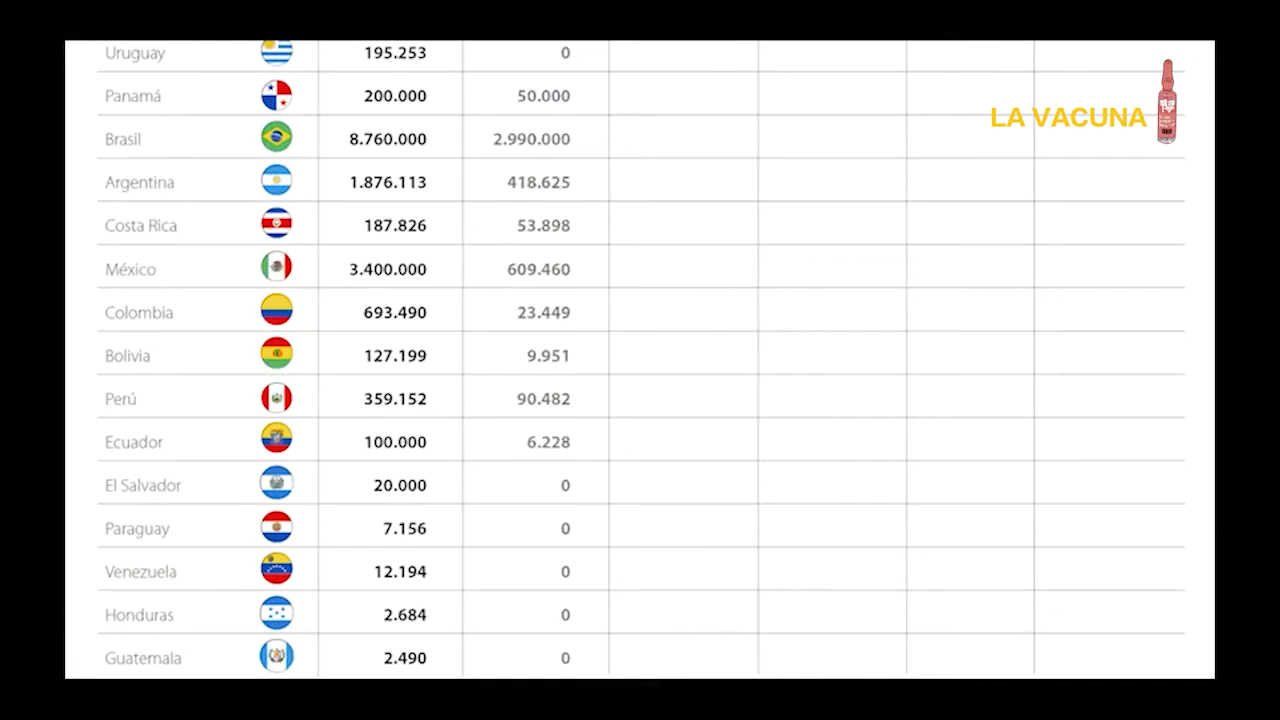 Uruguay 195.253 0
Panamá 200.000 50.000
LA VACUNA
Brasil 8.760.000 2.990.000
Argentina 1.876.113 418.625
Costa Rica 187.826 53.898
México 3.400.000 609.460
Colombia 693.490 23.449
Bolivia 127.199 9.951
Perú 359.152 90.482
Ecuador 100.000 6.228
El Salvador 20.000 0
Paraguay 7.156 0
Venezuela 12.194 0
Honduras 2.684 0
Guatemala 2.490 0